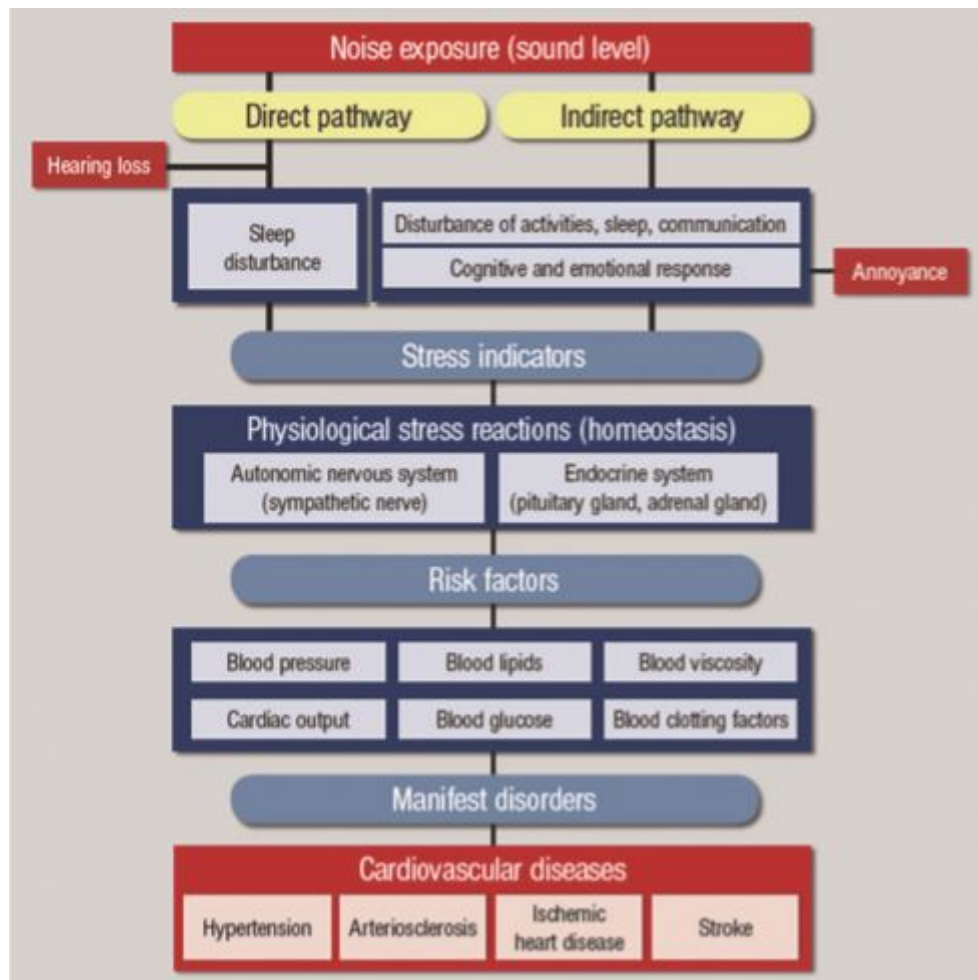 Noise exposure (sound level)
Direct pathway
Indirect pathway
Hearing loss
Sleep
disturbance
Disturbance of activities, sleep, communication
Cognitive and emotional response
Annoyance
Stress indicators
Physiological stress reactions (homeostasis)
Autonomic nervous system
(sympathetic nerve)
Endocrine system
(pituitary gland, adrenal gland)
Risk factors
Blood pressure
Blood lipids
Blood viscosity
Cardiac output
Blood glucose
Blood clotting factors
Manifest disorders
Cardiovascular diseases
Hypertension
Arteriosclerosis
Ischemic
heart disease
Stroke